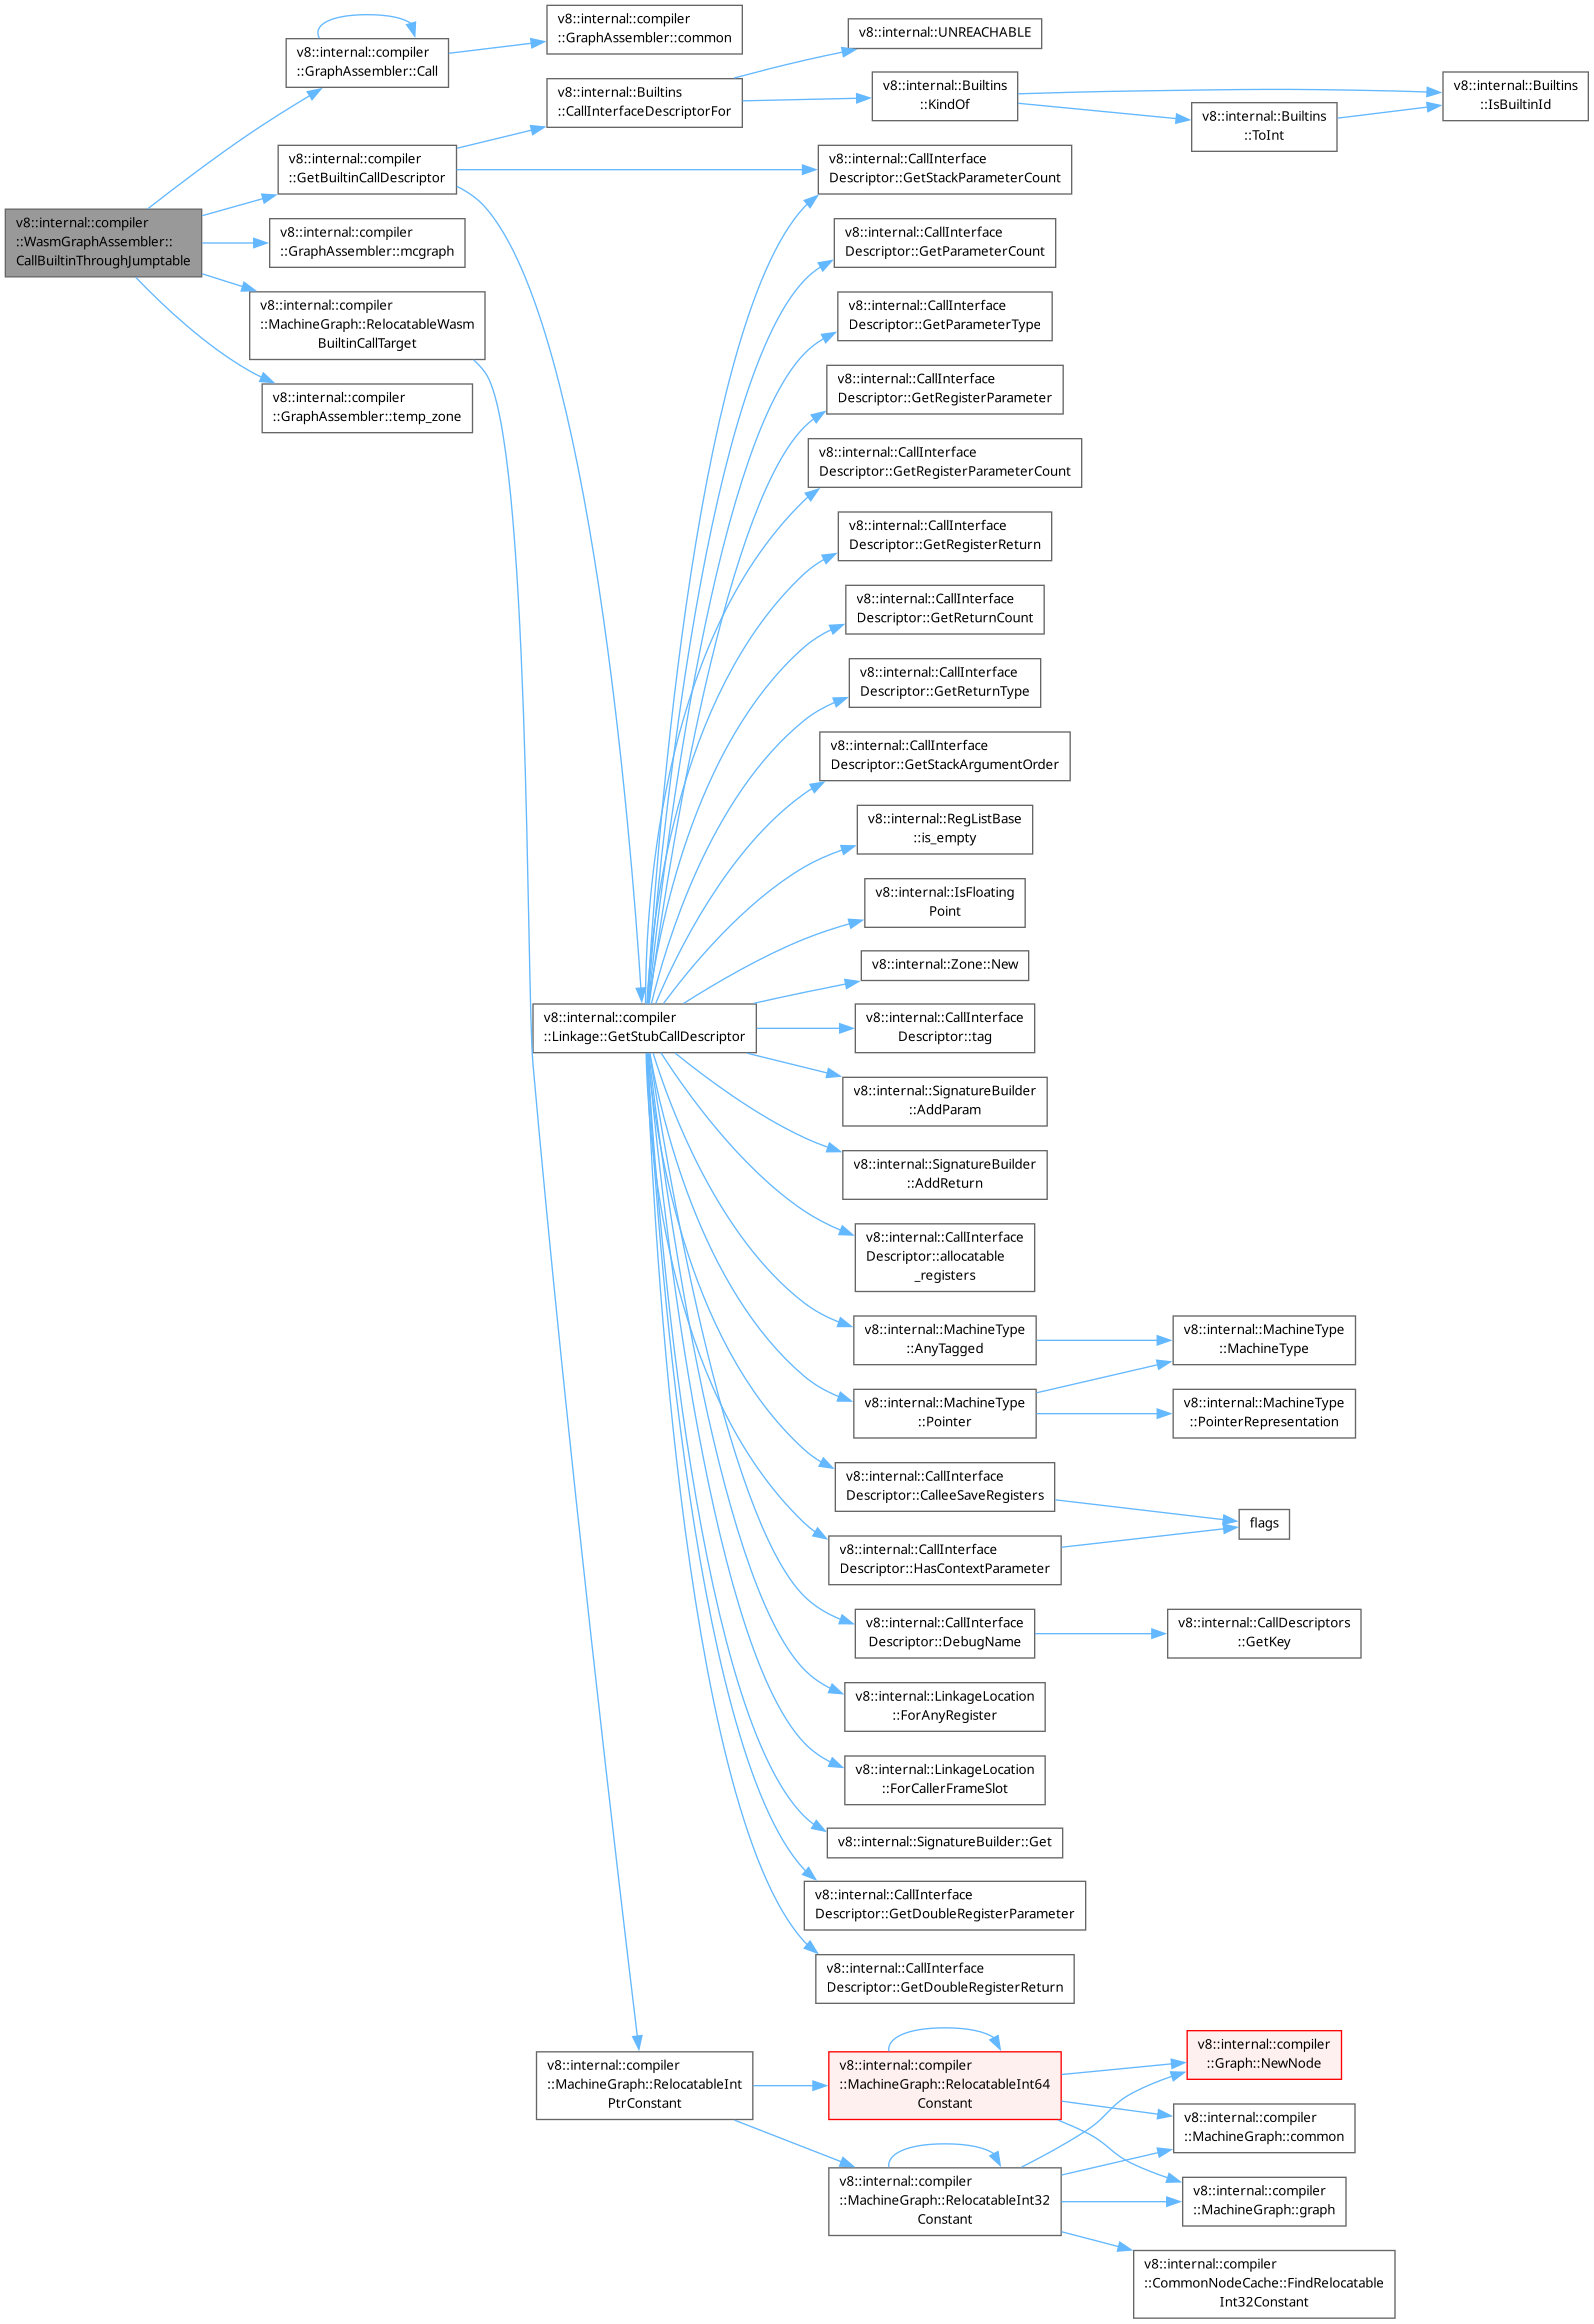 v8::internal::compiler
::WasmGraphAssembler::
CallBuiltinThroughJumptable
v8::internal::compiler
::GraphAssembler::Call
v8::internal::compiler
::GraphAssembler::common
v8::internal::compiler
::GetBuiltinCallDescriptor
v8::internal::Builtins
::CallInterfaceDescriptorFor
v8::internal::UNREACHABLE
v8::internal::Builtins
::KindOf
v8::internal::Builtins
::ToInt
v8::internal::Builtins
::IsBuiltinId
v8::internal::compiler
::GraphAssembler::mcgraph
v8::internal::compiler
::MachineGraph::RelocatableWasm
BuiltinCallTarget
v8::internal::compiler
::GraphAssembler::temp_zone
v8::internal::CallInterface
Descriptor::GetStackParameterCount
v8::internal::CallInterface
Descriptor::GetParameterCount
v8::internal::CallInterface
Descriptor::GetParameterType
v8::internal::CallInterface
Descriptor::GetRegisterParameter
v8::internal::CallInterface
Descriptor::GetRegisterParameterCount
v8::internal::CallInterface
Descriptor::GetRegisterReturn
v8::internal::CallInterface
Descriptor::GetReturnCount
v8::internal::CallInterface
Descriptor::GetReturnType
v8::internal::CallInterface
Descriptor::GetStackArgumentOrder
v8::internal::RegListBase
::is_empty
v8::internal::IsFloating
Point
v8::internal::Zone::New
v8::internal::compiler
::Linkage::GetStubCallDescriptor
v8::internal::CallInterface
Descriptor::tag
v8::internal::SignatureBuilder
::AddParam
v8::internal::SignatureBuilder
::AddReturn
v8::internal::CallInterface
Descriptor::allocatable
_registers
v8::internal::MachineType
::AnyTagged
v8::internal::MachineType
::MachineType
v8::internal::MachineType
::Pointer
v8::internal::MachineType
::PointerRepresentation
v8::internal::CallInterface
Descriptor::CalleeSaveRegisters
flags
v8::internal::CallInterface
Descriptor::HasContextParameter
v8::internal::CallInterface
Descriptor::DebugName
v8::internal::CallDescriptors
::GetKey
v8::internal::LinkageLocation
::ForAnyRegister
v8::internal::LinkageLocation
::ForCallerFrameSlot
v8::internal::SignatureBuilder::Get
v8::internal::CallInterface
Descriptor::GetDoubleRegisterParameter
v8::internal::CallInterface
Descriptor::GetDoubleRegisterReturn
v8::internal::compiler
::MachineGraph::RelocatableInt
PtrConstant
v8::internal::compiler
::MachineGraph::RelocatableInt64
Constant
v8::internal::compiler
::Graph::NewNode
v8::internal::compiler
::MachineGraph::common
v8::internal::compiler
::MachineGraph::RelocatableInt32
Constant
v8::internal::compiler
::MachineGraph::graph
v8::internal::compiler
::CommonNodeCache::FindRelocatable
Int32Constant